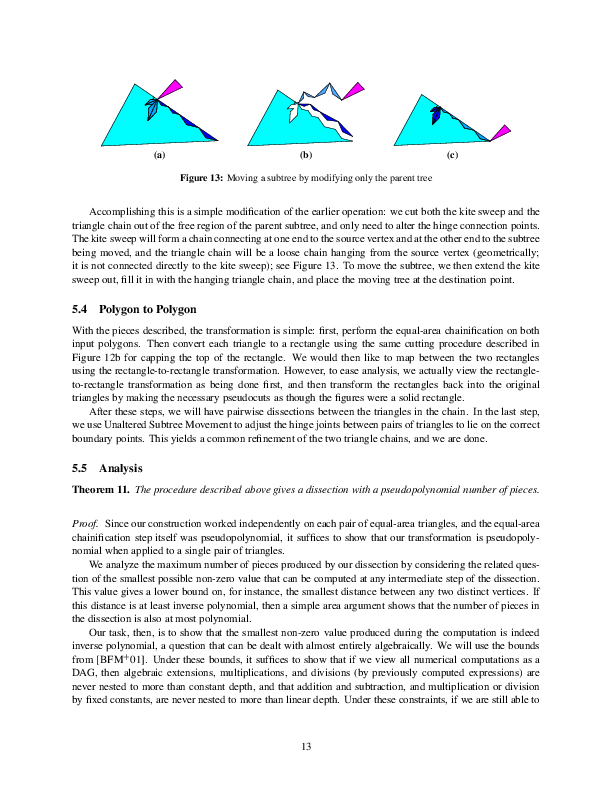 (a)
(b)
(c)
Figure 13: Moving a subtree by modifying only the parent tree
Accomplishing this is a simple modification of the earlier operation: we cut both the kite sweep and the
triangle chain out of the free region of the parent subtree, and only need to alter the hinge connection points.
The kite sweep will form a chain connecting at one end to the source vertex and at the other end to the subtree
being moved, and the triangle chain will be a loose chain hanging from the source vertex (geometrically;
it is not connected directly to the kite sweep); see Figure 13. To move the subtree, we then extend the kite
sweep out, fill it in with the hanging triangle chain, and place the moving tree at the destination point.
5.4 Polygon to Polygon
With the pieces described, the transformation is simple: first, perform the equal-area chainification on both
input polygons. Then convert each triangle to a rectangle using the same cutting procedure described in
Figure 12b for capping the top of the rectangle. We would then like to map between the two rectangles
using the rectangle-to-rectangle transformation. However, to ease analysis, we actually view the rectangle-
to-rectangle transformation as being done first, and then transform the rectangles back into the original
triangles by making the necessary pseudocuts as though the figures were a solid rectangle.
After these steps, we will have pairwise dissections between the triangles in the chain. In the last step,
we use Unaltered Subtree Movement to adjust the hinge joints between pairs of triangles to lie on the correct
boundary points. This yields a common refinement of the two triangle chains, and we are done.
5.5 Analysis
Theorem 11. The procedure described above gives a dissection with a pseudopolynomial number of pieces.
Proof. Since our construction worked independently on each pair of equal-area triangles, and the equal-area
chainification step itself was pseudopolynomial, it suffices to show that our transformation is pseudopoly-
nomial when applied to a single pair of triangles.
We analyze the maximum number of pieces produced by our dissection by considering the related ques-
tion of the smallest possible non-zero value that can be computed at any intermediate step of the dissection.
This value gives a lower bound on, for instance, the smallest distance between any two distinct vertices. If
this distance is at least inverse polynomial, then a simple area argument shows that the number of pieces in
the dissection is also at most polynomial.
Our task, then, is to show that the smallest non-zero value produced during the computation is indeed
inverse polynomial, a question that can be dealt with almost entirely algebraically. We will use the bounds
from [BFM+01]. Under these bounds, it suffices to show that if we view all numerical computations as a
DAG, then algebraic extensions, multiplications, and divisions (by previously computed expressions) are
never nested to more than constant depth, and that addition and subtraction, and multiplication or division
by fixed constants, are never nested to more than linear depth. Under these constraints, if we are still able to
13